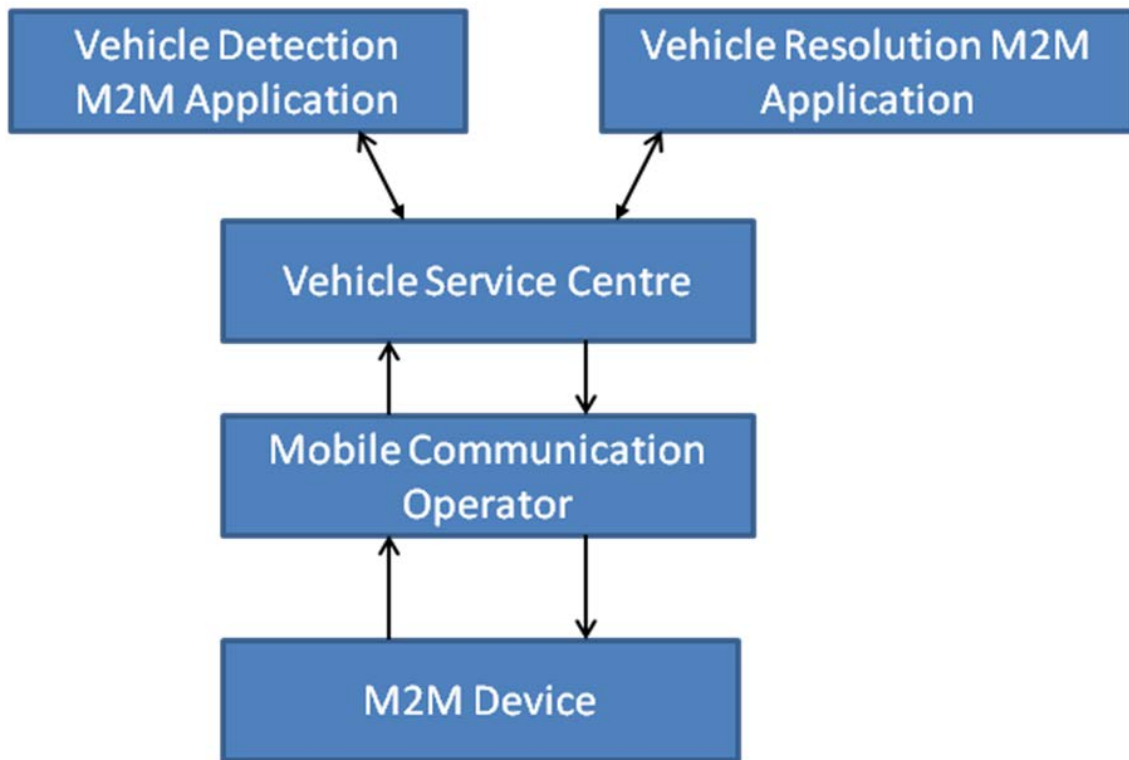 Vehicle Detection
M2M Application
Vehicle Resolution M2M
Application
Vehicle Service Centre
Mobile Communication
Operator
M2M Device